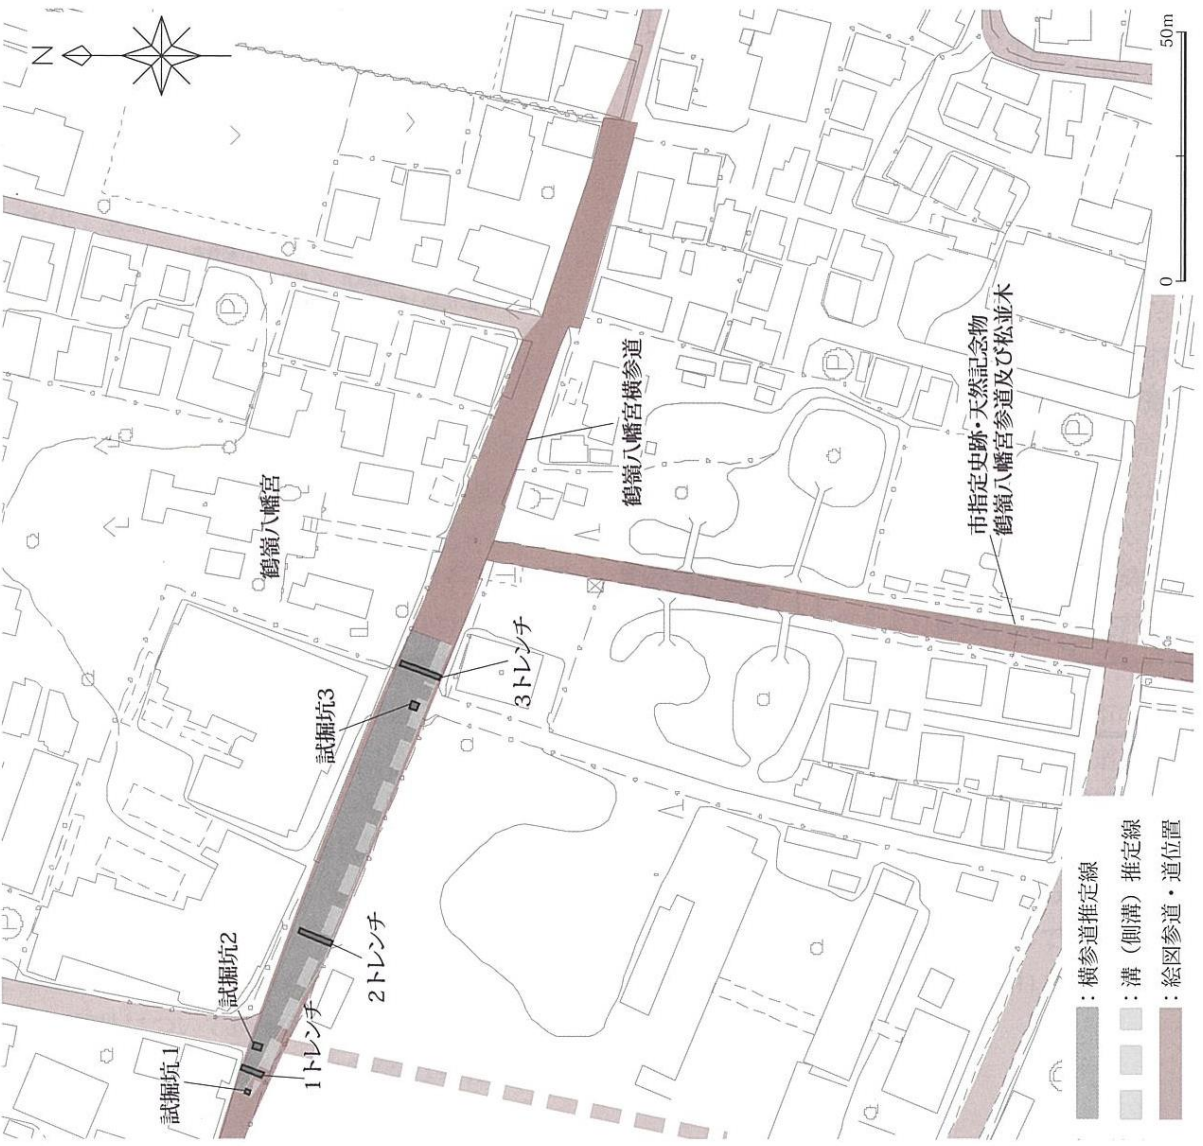 N
鶴嶺八幡宮
P
試掘坑1
試掘坑2
試掘坑3
1トレンチ
2トレンチ
3トレンチ
鶴嶺八幡宮横参道
P
P
P
市指定史跡・天然記念物
鶴嶺八幡宮参道及び松並木
：横参道推定線
：溝（側溝）推定線
：絵図参道・道位置
0
50m